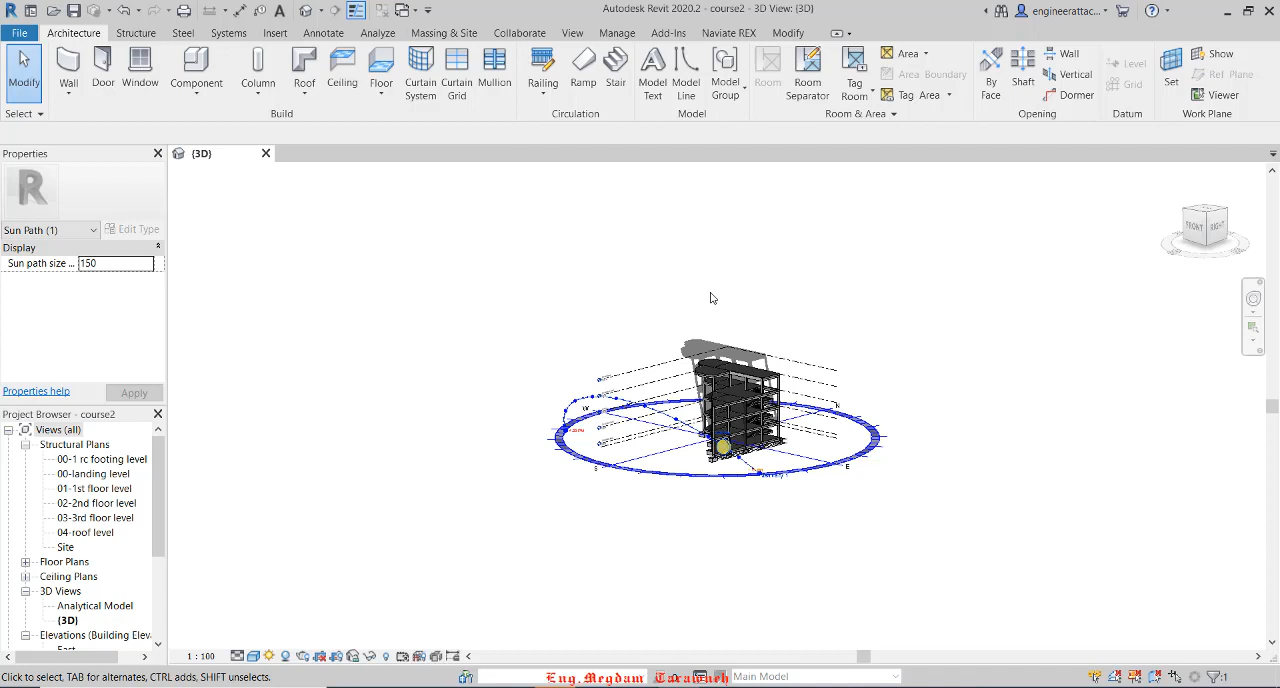 Autodesk Revit 2020.2 - course2 - 3D View: {3D}
engineerattac...
File Architecture Structure Steel Systems Insert Annotate Analyze Massing & Site Collaborate View Manage Add-Ins Naviate REX Modify
Modify Wall Door Window Component Column Roof Ceiling Floor Curtain System Curtain Grid Mullion Railing Ramp Stair Model Text Model Line Model Group Room Room Separator Tag Room Area Area Boundary Tag Area By Face Shaft Wall Vertical Dormer Level Grid Set Show Ref Plane Viewer
Select Build Circulation Model Room & Area Opening Datum Work Plane
Properties
{3D}
Sun Path (1) Edit Type
Display
Sun path size ... 150
FRONT RIGHT
W
S
E
Properties help Apply
Project Browser - course2
Views (all)
Structural Plans
00-1 rc footing level
00-landing level
01-1st floor level
02-2nd floor level
03-3rd floor level
04-roof level
Site
Floor Plans
Ceiling Plans
3D Views
Analytical Model
{3D}
Elevations (Building Elev
East
1 : 100
Click to select, TAB for alternates, CTRL adds, SHIFT unselects.
Eng.Meqdam Tarawneh
Main Model
:1